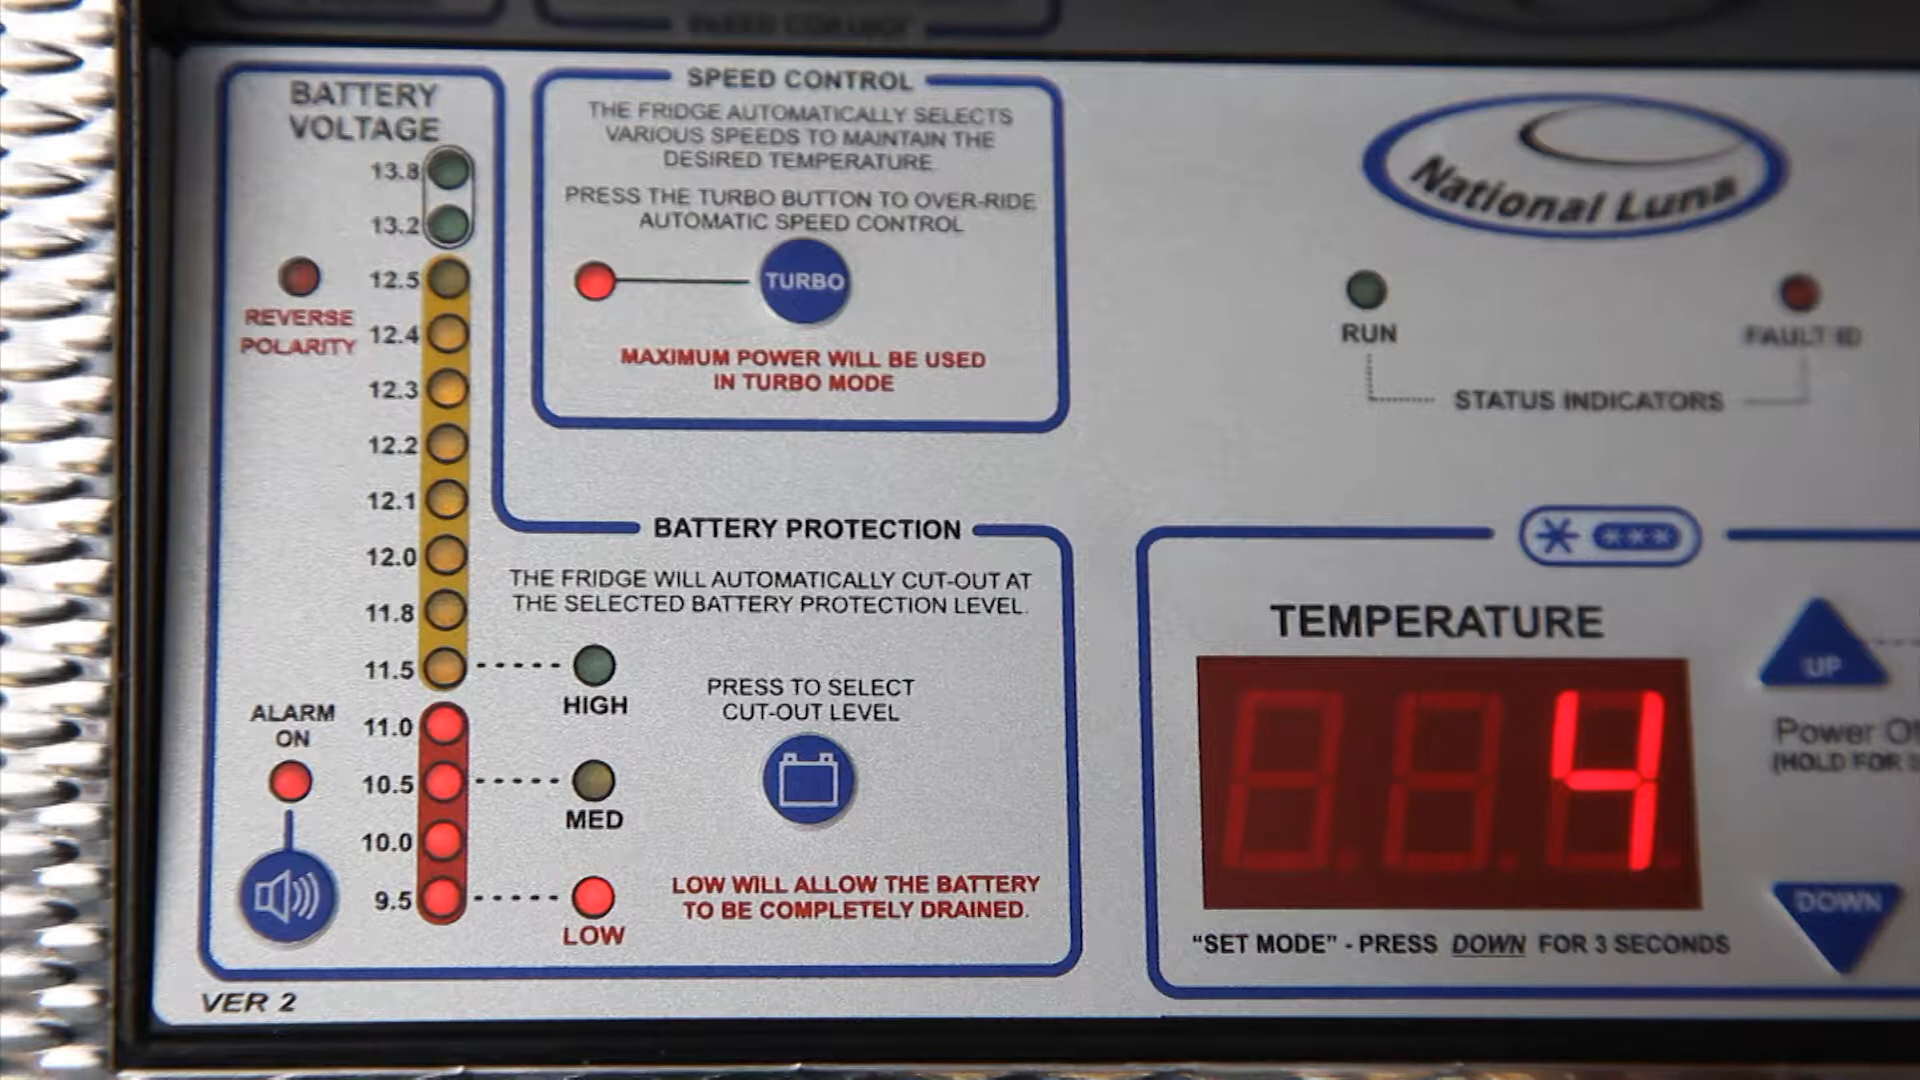 BATTERY
VOLTAGE
13.8
13.2
12.5
12.4
12.3
12.2
12.1
12.0
11.8
11.5
11.0
10.5
10.0
9.5
REVERSE
POLARITY
ALARM
ON
SPEED CONTROL
THE FRIDGE AUTOMATICALLY SELECTS
VARIOUS SPEEDS TO MAINTAIN THE
DESIRED TEMPERATURE.
PRESS THE TURBO BUTTON TO OVER-RIDE
AUTOMATIC SPEED CONTROL
TURBO
MAXIMUM POWER WILL BE USED
IN TURBO MODE
BATTERY PROTECTION
THE FRIDGE WILL AUTOMATICALLY CUT-OUT AT
THE SELECTED BATTERY PROTECTION LEVEL.
HIGH
MED
LOW
PRESS TO SELECT
CUT-OUT LEVEL
LOW WILL ALLOW THE BATTERY
TO BE COMPLETELY DRAINED.
VER 2
National Luna
RUN
FAULT ID
STATUS INDICATORS
TEMPERATURE
4
UP
Power
(HOLD FOR
DOWN
“SET MODE” - PRESS DOWN FOR 3 SECONDS